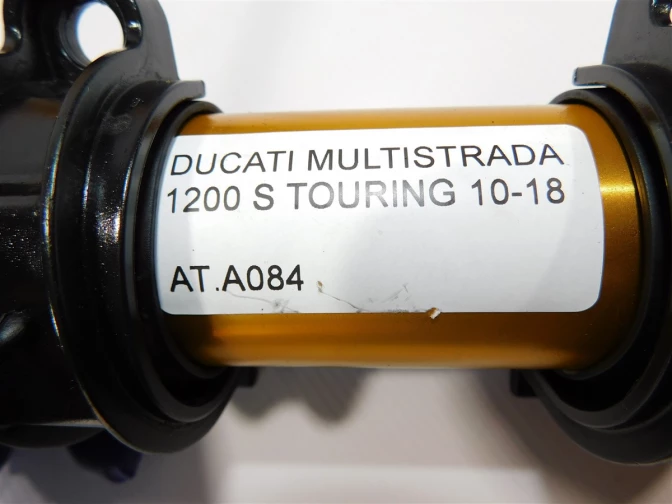 DUCATI MULTISTRADA
1200 S TOURING 10-18
AT.A084